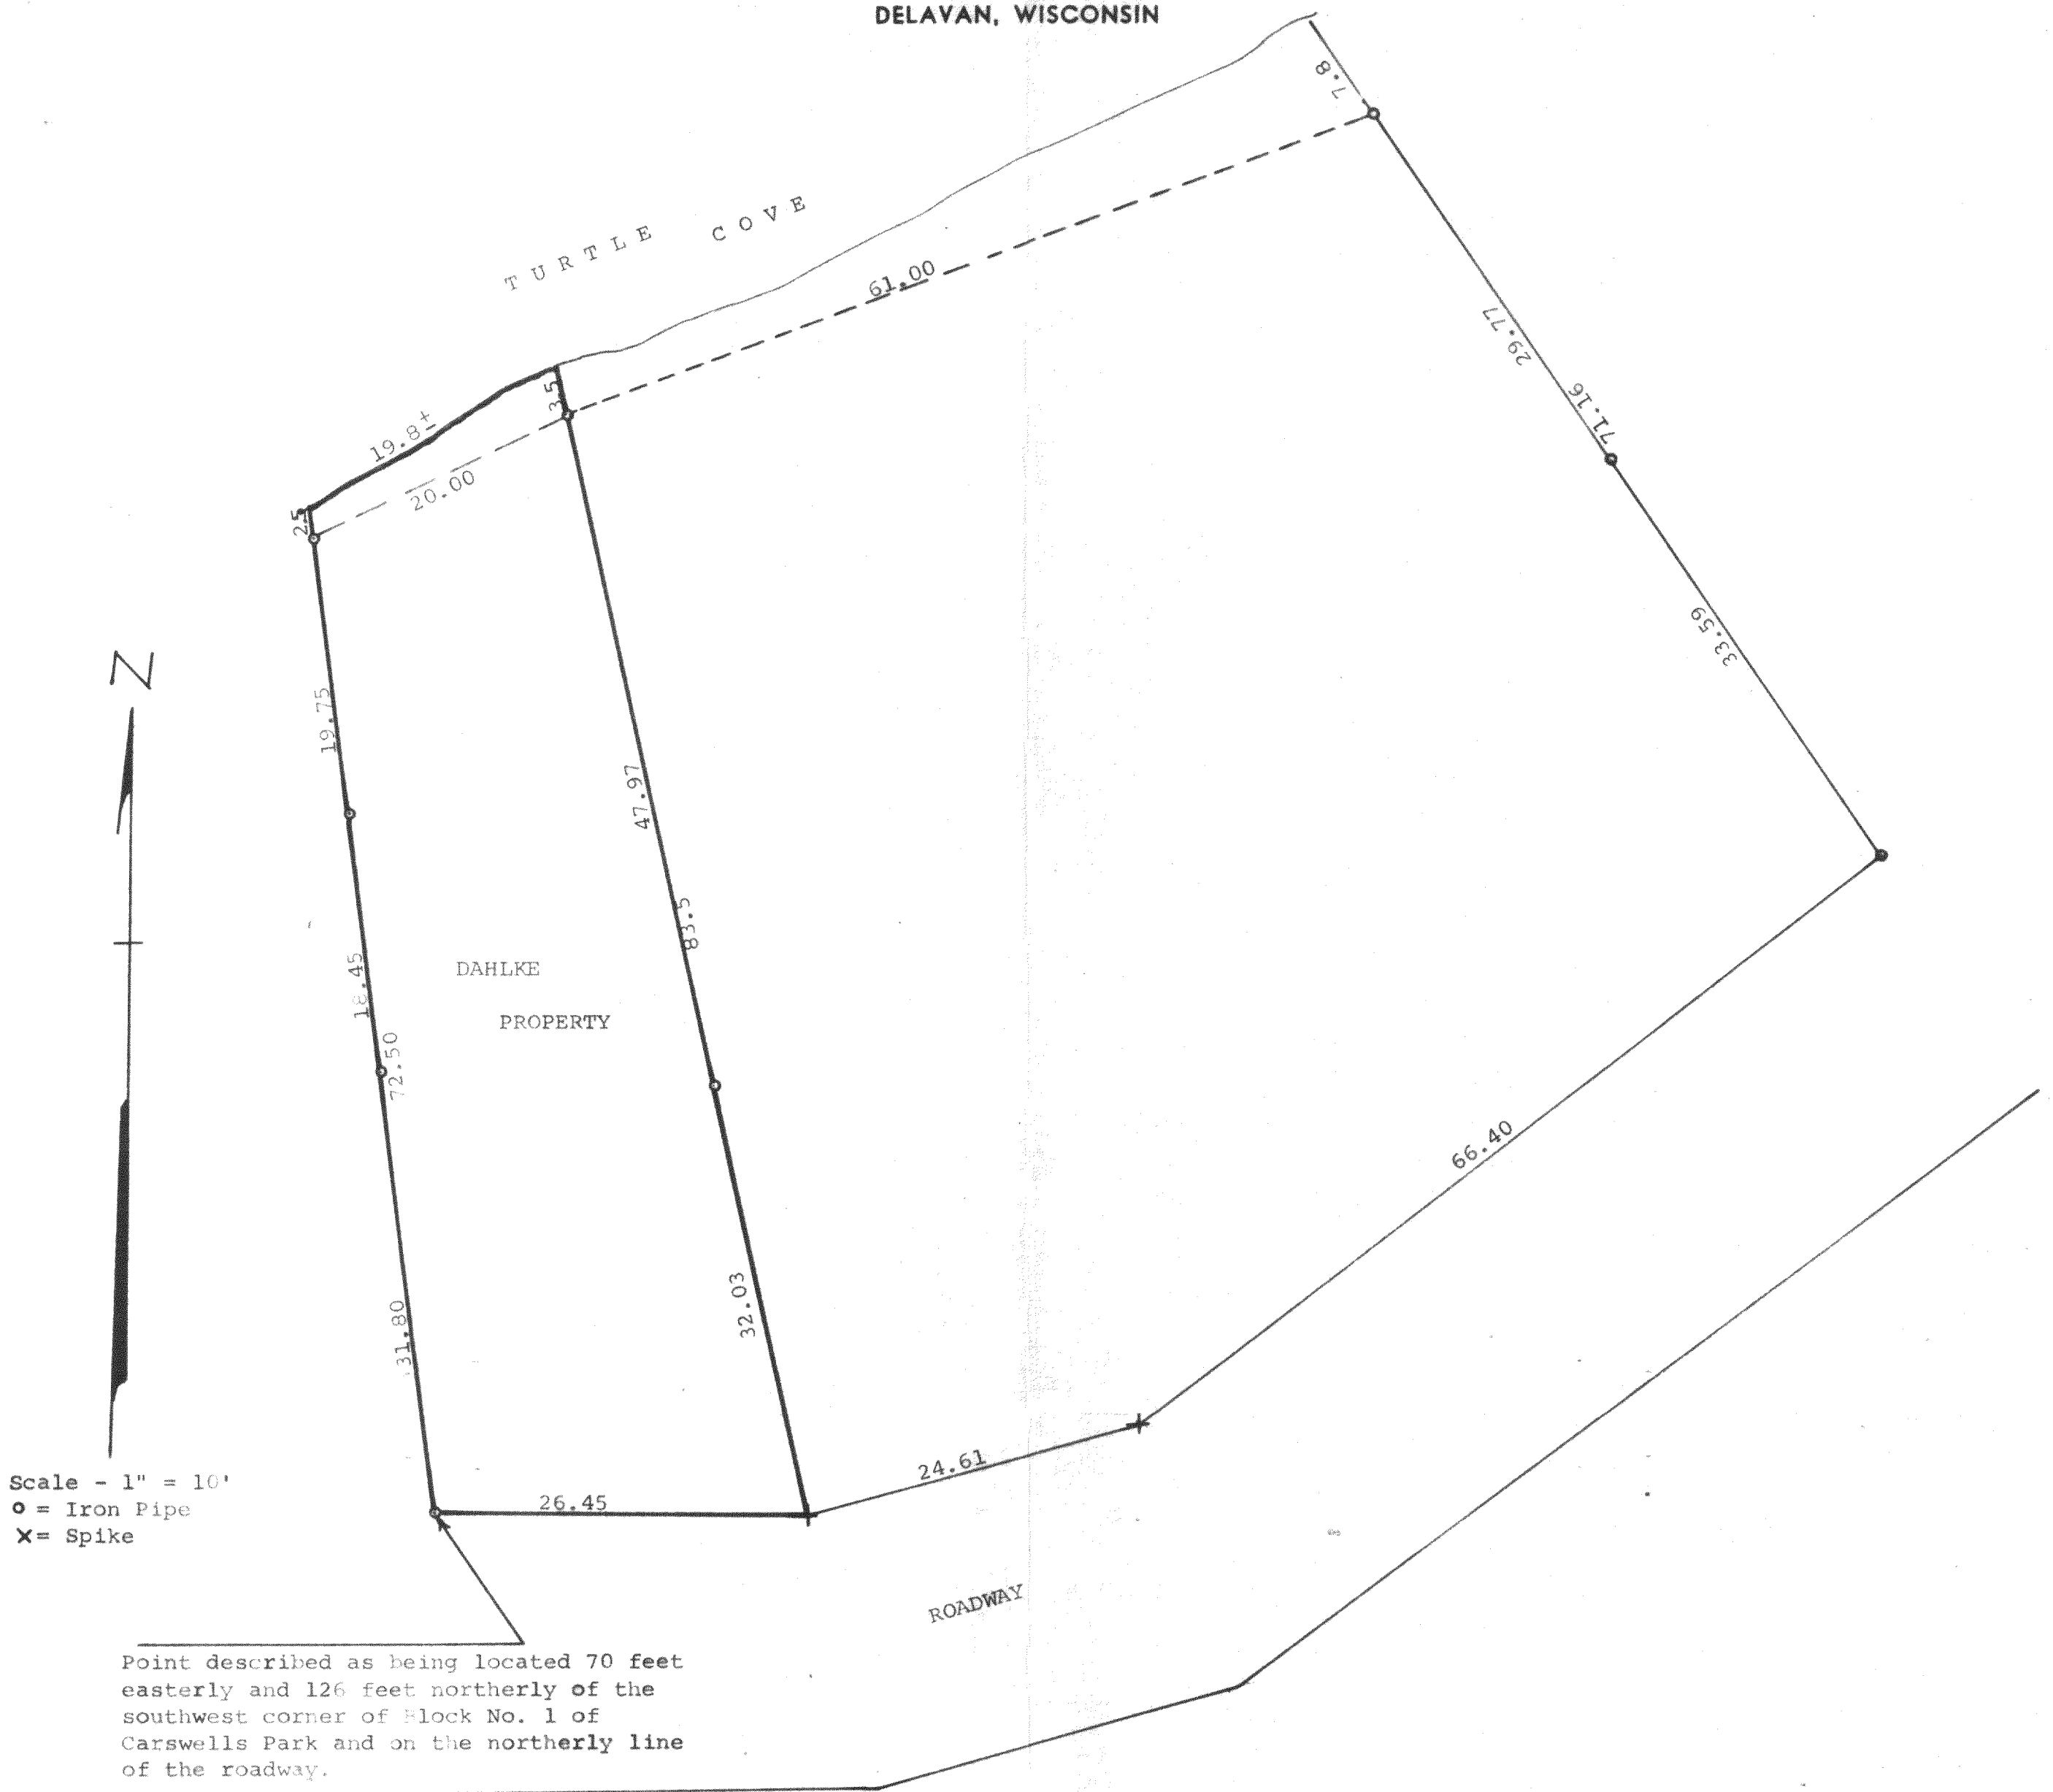 DELAVAN, WISCONSIN
7.8
TURTLE COVE
61.00
29.77
3.5
71.16
19.8±
20.00
2.5
33.59
N
19.75
47.97
83.5
18.45
DAHLKE
PROPERTY
72.50
66.40
31.80
32.03
24.61
Scale - 1" = 10'
o = Iron Pipe
X= Spike
26.45
ROADWAY
Point described as being located 70 feet
easterly and 126 feet northerly of the
southwest corner of Block No. 1 of
Carswells Park and on the northerly line
of the roadway.